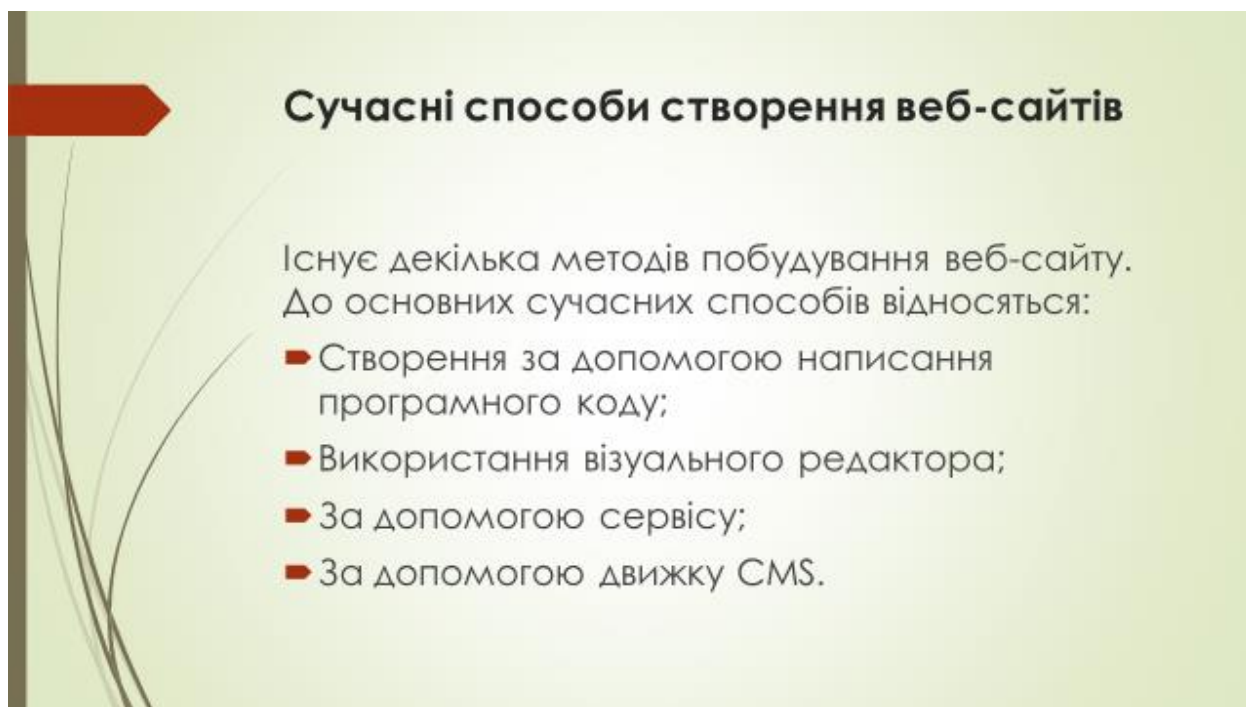 Сучасні способи створення веб-сайтів
Існує декілька методів побудування веб-сайту.
До основних сучасних способів відносяться:
Створення за допомогою написання
програмного коду;
Використання візуального редактора;
За допомогою сервісу;
За допомогою движку CMS.